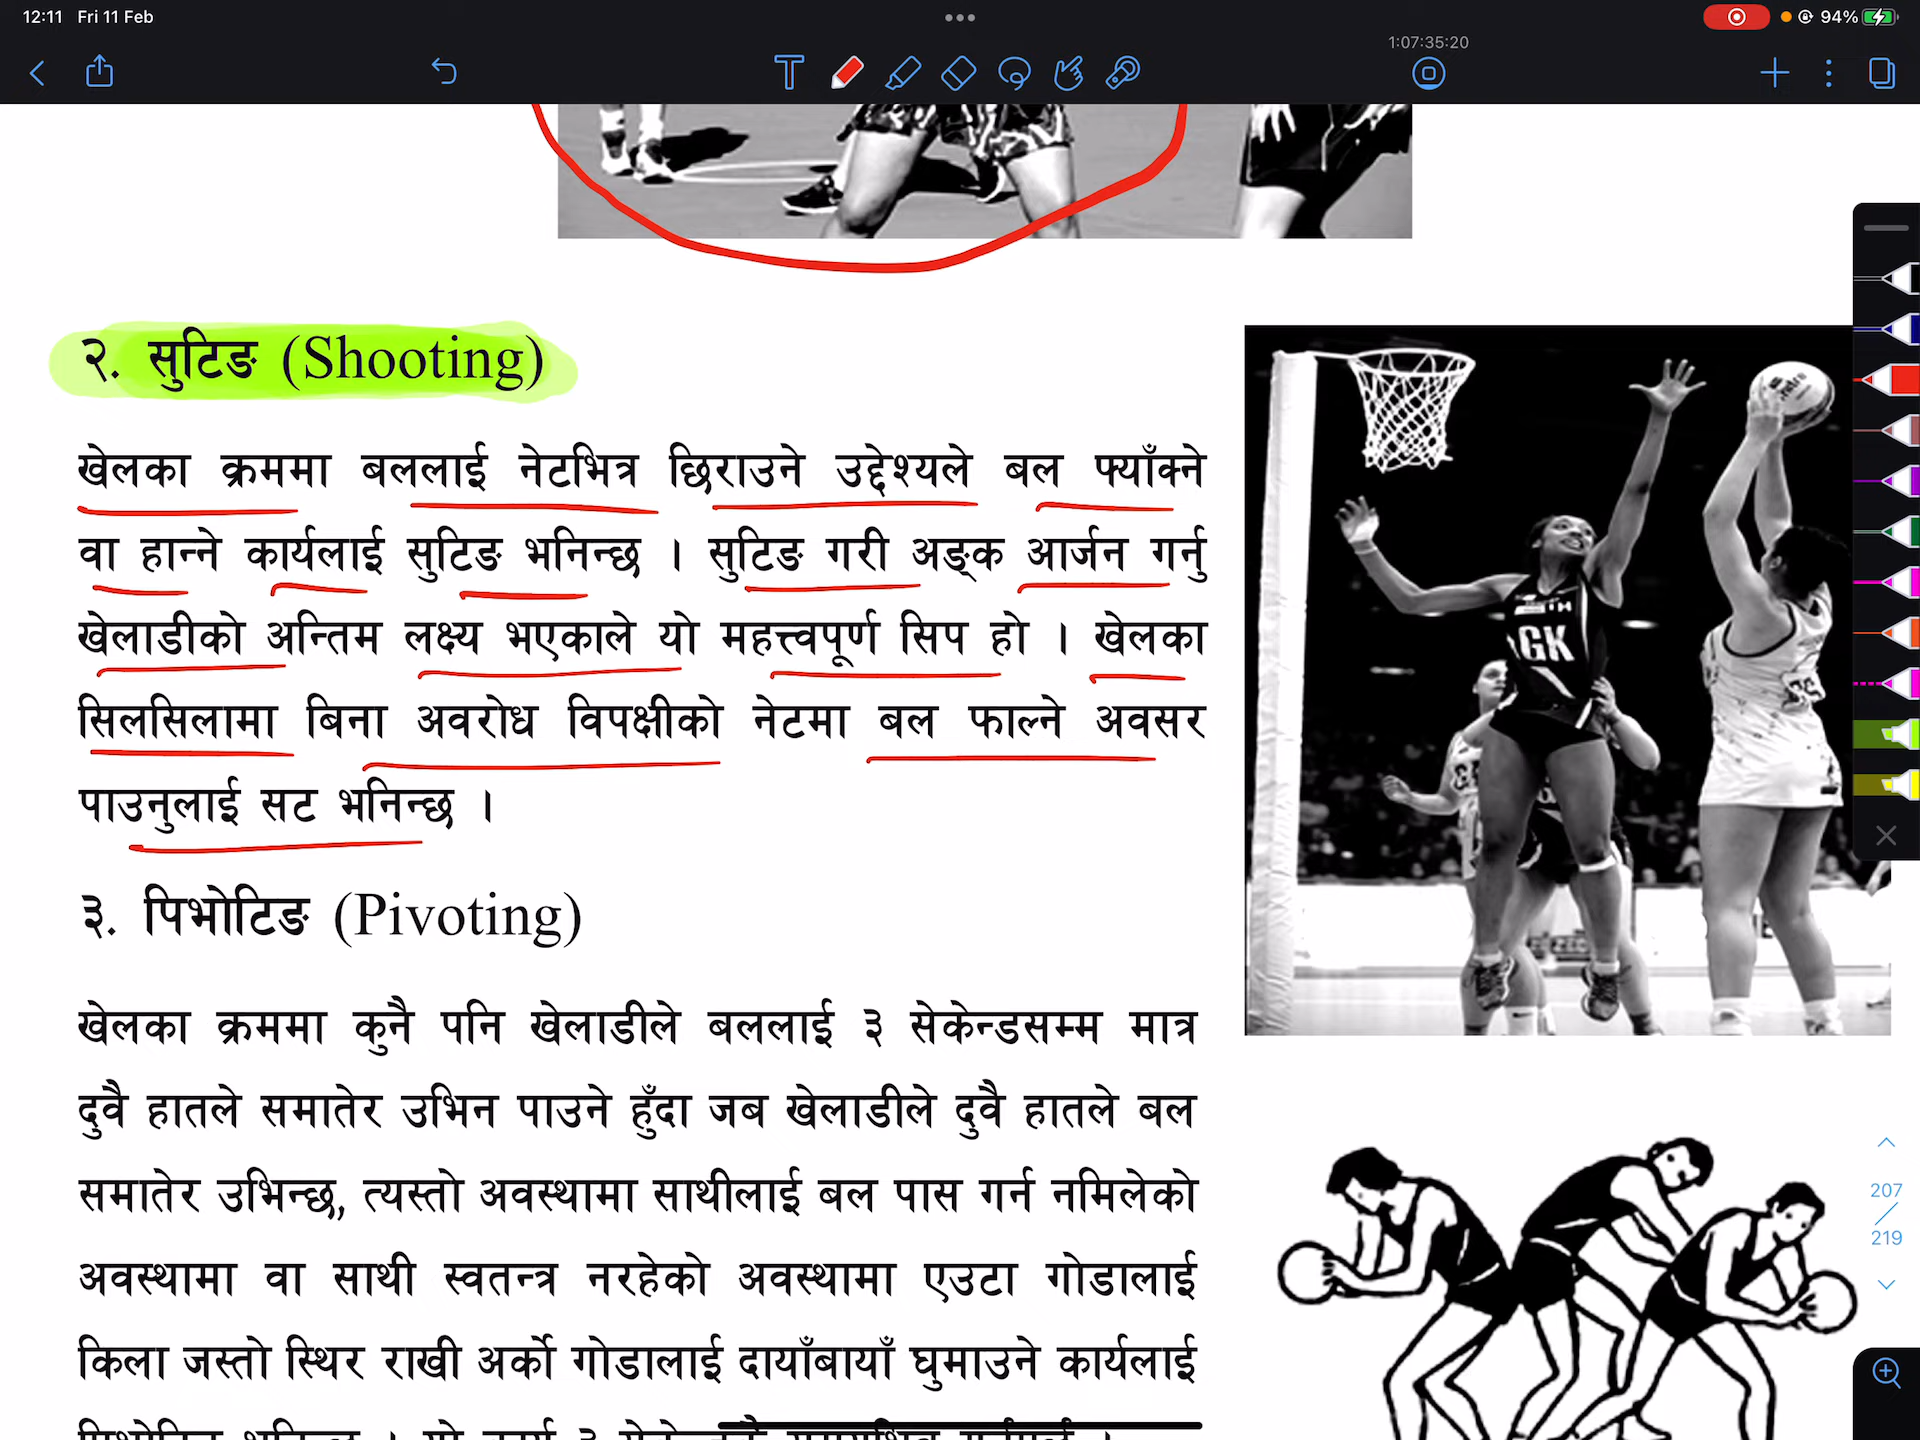 12:11 Fri 11 Feb
94%
1:07:35:20
२. सुटिङ (Shooting)
खेलका क्रममा बललाई नेटभित्र छिराउने उद्देश्यले बल फ्याँक्ने
वा हान्ने कार्यलाई सुटिङ भनिन्छ । सुटिङ गरी अङ्क आर्जन गर्नु
खेलाडीको अन्तिम लक्ष्य भएकाले यो महत्त्वपूर्ण सिप हो । खेलका
सिलसिलामा बिना अवरोध विपक्षीको नेटमा बल फाल्ने अवसर
पाउनुलाई सट भनिन्छ ।
GK
३. पिभोटिङ (Pivoting)
खेलका क्रममा कुनै पनि खेलाडीले बललाई ३ सेकेन्डसम्म मात्र
दुवै हातले समातेर उभिन पाउने हुँदा जब खेलाडीले दुवै हातले बल
समातेर उभिन्छ, त्यस्तो अवस्थामा साथीलाई बल पास गर्न नमिलेको
अवस्थामा वा साथी स्वतन्त्र नरहेको अवस्थामा एउटा गोडालाई
किला जस्तो स्थिर राखी अर्को गोडालाई दायाँबायाँ घुमाउने कार्यलाई
207
219